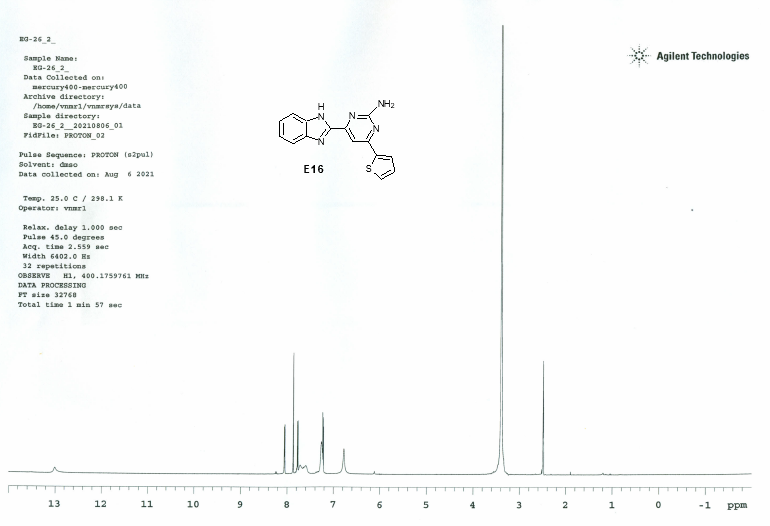 EG-26_2_
Sample Name:
EG-26_2_
Data Collected on:
mercury400-mercury400
Archive directory:
/home/vnmr1/vnmrsys/data
Sample directory:
EG-26_2__20210806_01
FidFile: PROTON_02
Pulse Sequence: PROTON (s2pul)
Solvent: dmso
Data collected on: Aug 6 2021
Temp. 25.0 C / 298.1 K
Operator: vnmr1
Relax. delay 1.000 sec
Pulse 45.0 degrees
Acq. time 2.559 sec
Width 6402.0 Hz
32 repetitions
OBSERVE H1, 400.1759761 MHz
DATA PROCESSING
FT size 32768
Total time 1 min 57 sec
Agilent Technologies
H
N
N
NH2
N
N
S
E16
13 12 11 10 9 8 7 6 5 4 3 2 1 0 -1 ppm